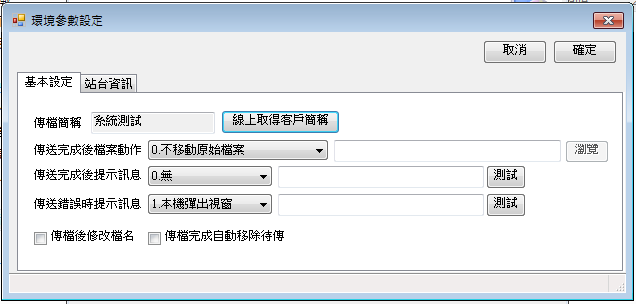 環境參數設定
取消 確定
基本設定 站台資訊
傳檔簡稱 系統測試 線上取得客戶簡稱
傳送完成後檔案動作 0.不移動原始檔案 瀏覽
傳送完成後提示訊息 0.無 測試
傳送錯誤時提示訊息 1.本機彈出視窗 測試
傳檔後修改檔名 傳檔完成自動移除待傳